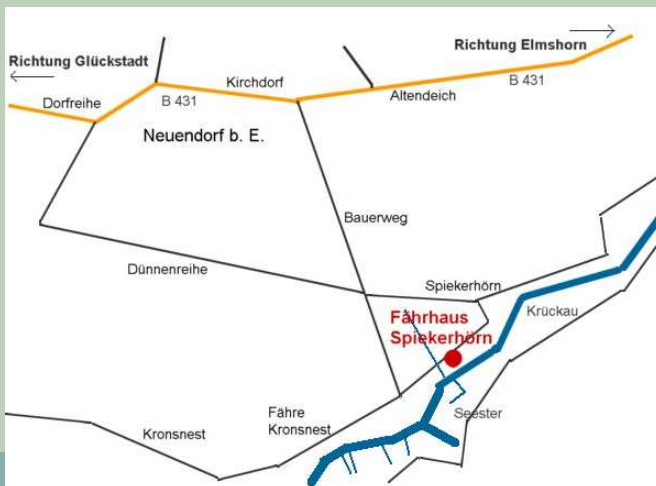 Richtung Glückstadt
Richtung Elmshorn
B 431
Kirchdorf
Dorfreihe
B 431
Altendeich
Neuendorf b. E.
Bauerweg
Dünnenreihe
Spiekerhörn
Krückau
Fährhaus
Spiekerhörn
Seester
Fähre
Kronsnest
Kronsnest